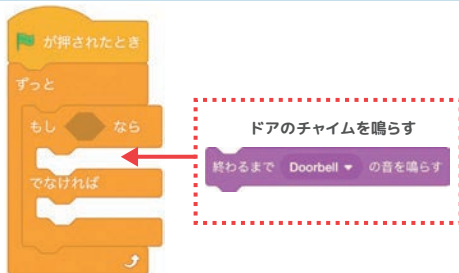 が押されたとき
ずっと
もし なら
でなければ
ドアのチャイムを鳴らす
終わるまで Doorbell ▼ の音を鳴らす